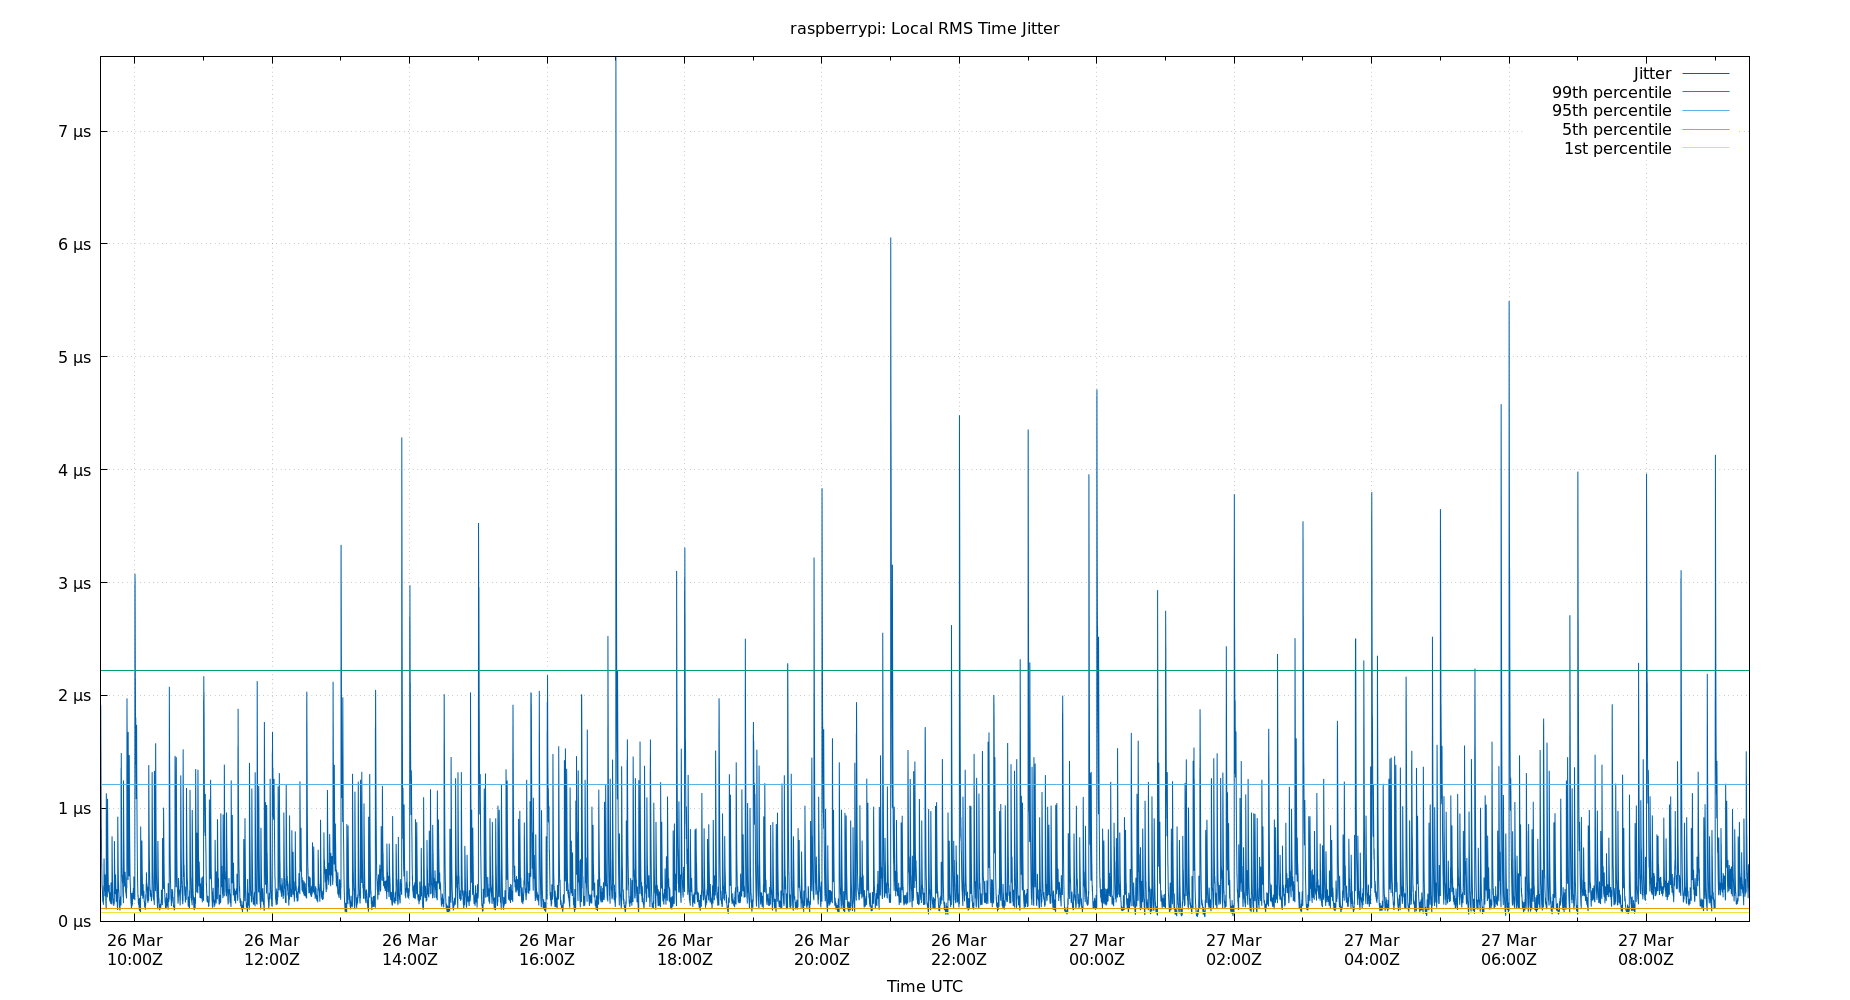 raspberrypi: Local RMS Time Jitter
Jitter
99th percentile
95th percentile
5th percentile
1st percentile
7 µs
6 µs
5 µs
4 µs
3 µs
2 µs
1 µs
0 µs
26 Mar 26 Mar 26 Mar 26 Mar 26 Mar 26 Mar 26 Mar 27 Mar 27 Mar 27 Mar 27 Mar 27 Mar
10:00Z 12:00Z 14:00Z 16:00Z 18:00Z 20:00Z 22:00Z 00:00Z 02:00Z 04:00Z 06:00Z 08:00Z
Time UTC